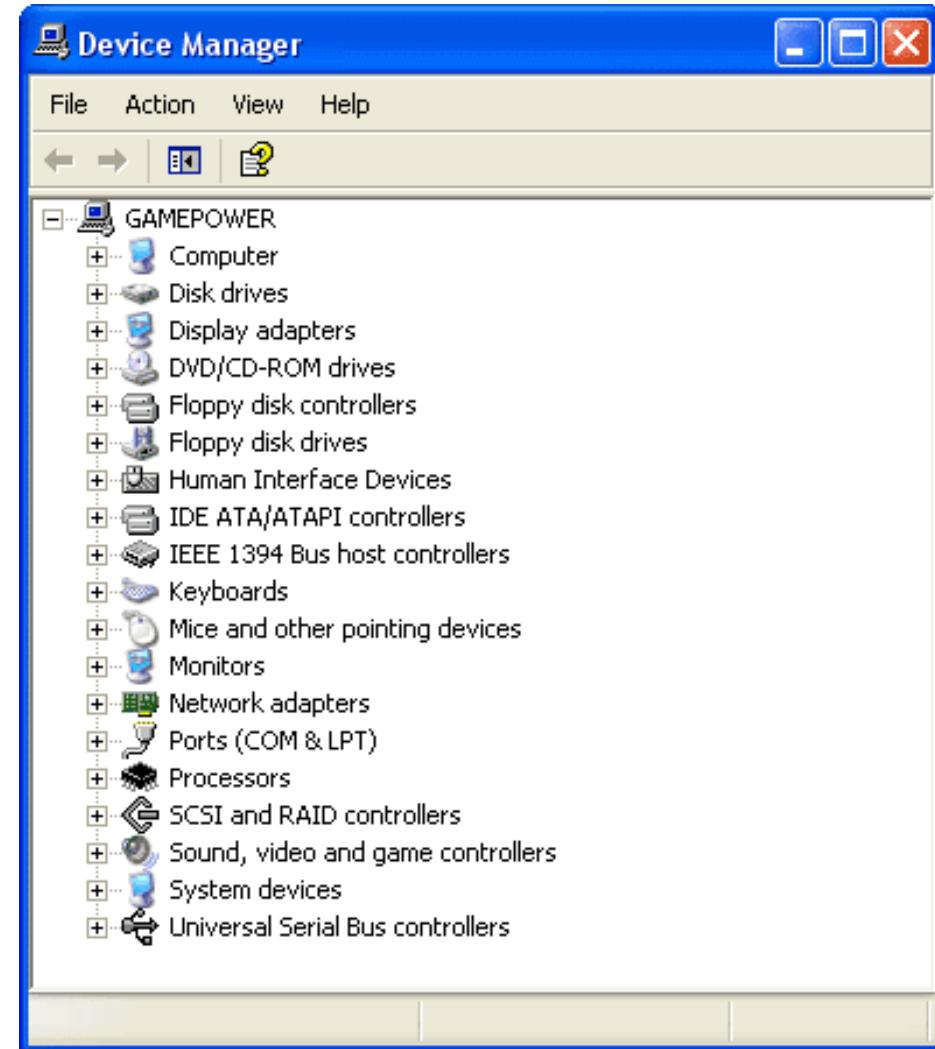 Device Manager
File Action View Help
GAMEPOWER
Computer
Disk drives
Display adapters
DVD/CD-ROM drives
Floppy disk controllers
Floppy disk drives
Human Interface Devices
IDE ATA/ATAPI controllers
IEEE 1394 Bus host controllers
Keyboards
Mice and other pointing devices
Monitors
Network adapters
Ports (COM & LPT)
Processors
SCSI and RAID controllers
Sound, video and game controllers
System devices
Universal Serial Bus controllers